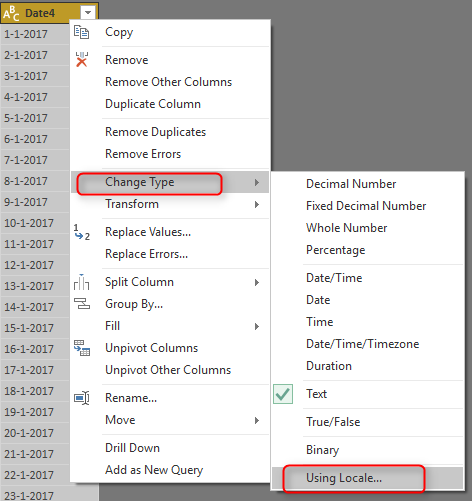 ABC Date4
1-1-2017
2-1-2017
3-1-2017
4-1-2017
5-1-2017
6-1-2017
7-1-2017
8-1-2017
9-1-2017
10-1-2017
11-1-2017
12-1-2017
13-1-2017
14-1-2017
15-1-2017
16-1-2017
17-1-2017
18-1-2017
19-1-2017
20-1-2017
21-1-2017
22-1-2017
23-1-2017
Copy
Remove
Remove Other Columns
Duplicate Column
Remove Duplicates
Remove Errors
Change Type
Transform
1 2 Replace Values...
Replace Errors...
Split Column
Group By...
Fill
Unpivot Columns
Unpivot Other Columns
Rename...
Move
Drill Down
Add as New Query
Decimal Number
Fixed Decimal Number
Whole Number
Percentage
Date/Time
Date
Time
Date/Time/Timezone
Duration
Text
True/False
Binary
Using Locale...